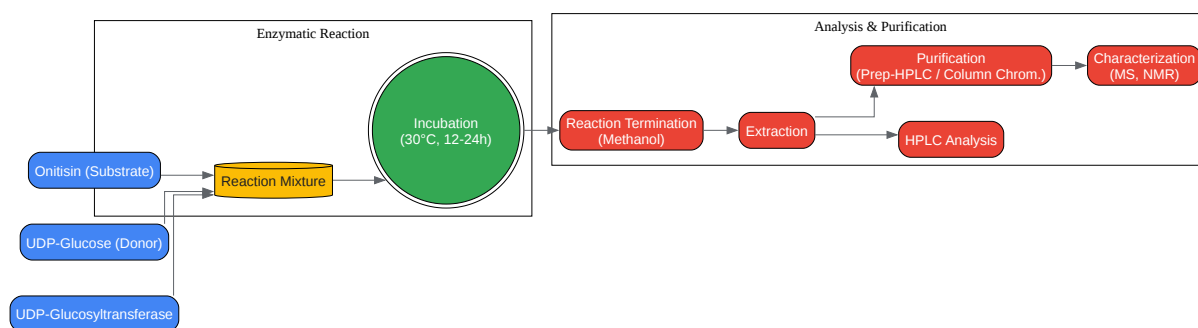 Enzymatic Reaction
Onitisin (Substrate)
UDP-Glucose (Donor)
UDP-Glucosyltransferase
Reaction Mixture
Incubation
(30°C, 12-24h)
Analysis & Purification
Reaction Termination
(Methanol)
Extraction
Purification
(Prep-HPLC / Column Chrom.)
Characterization
(MS, NMR)
HPLC Analysis